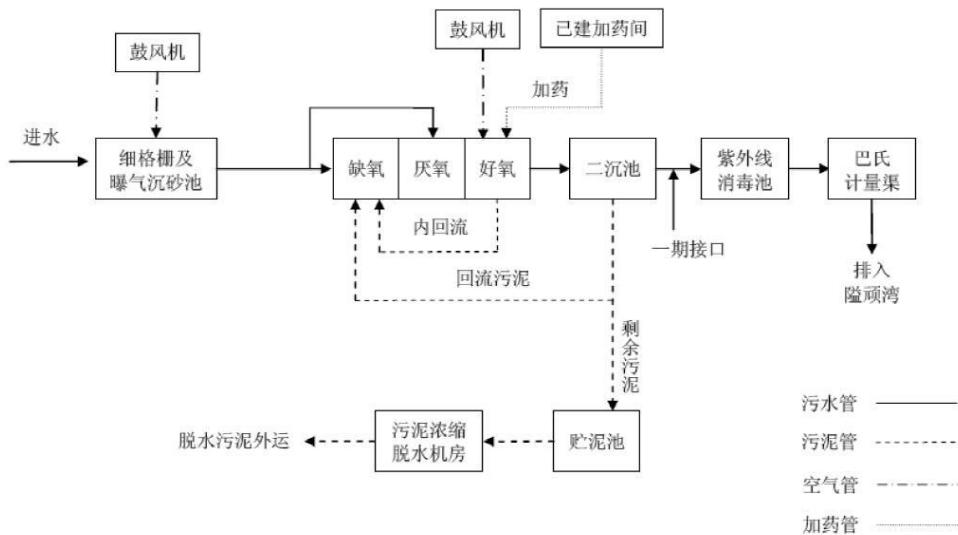 鼓风机
鼓风机
已建加药间
加药
进水
细格栅及
曝气沉砂池
缺氧
厌氧
好氧
二沉池
紫外线
消毒池
巴氏
计量渠
内回流
一期接口
回流污泥
排入
隘顽湾
剩余污泥
脱水污泥外运
污泥浓缩
脱水机房
贮泥池
污水管
污泥管
空气管
加药管